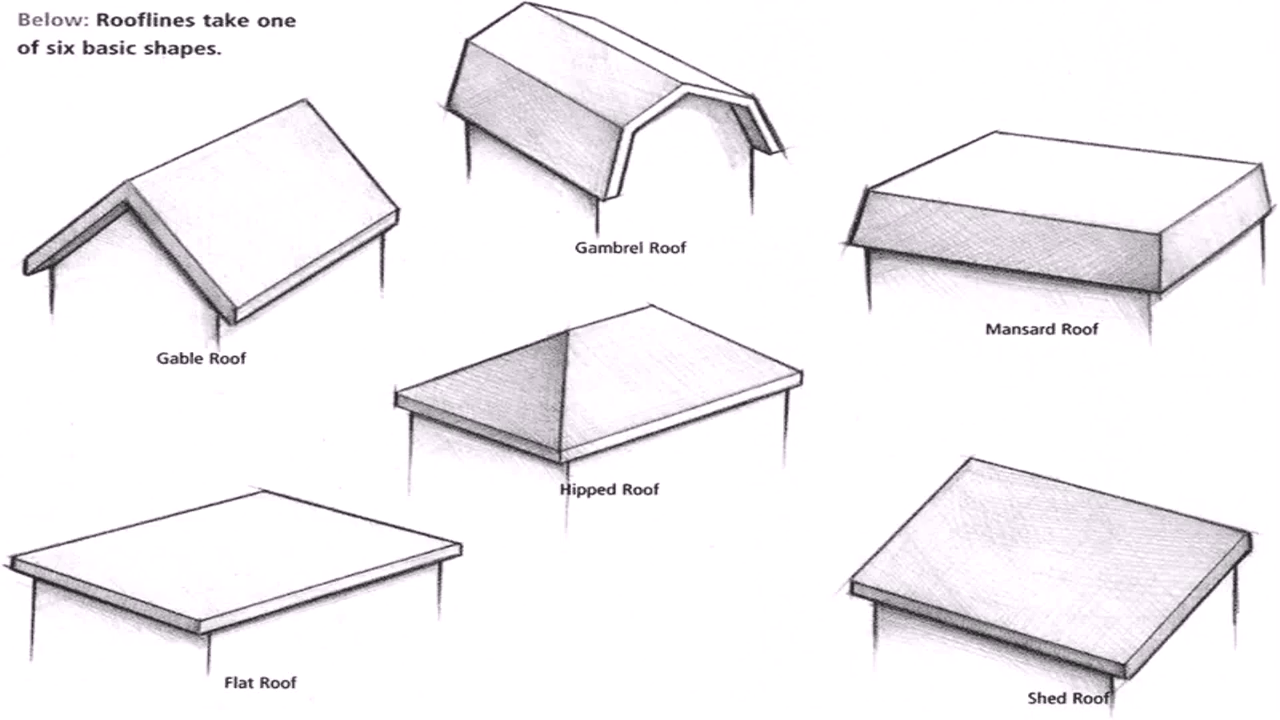 Below: Rooflines take one
of six basic shapes.
Gambrel Roof
Mansard Roof
Gable Roof
Hipped Roof
Flat Roof
Shed Roof